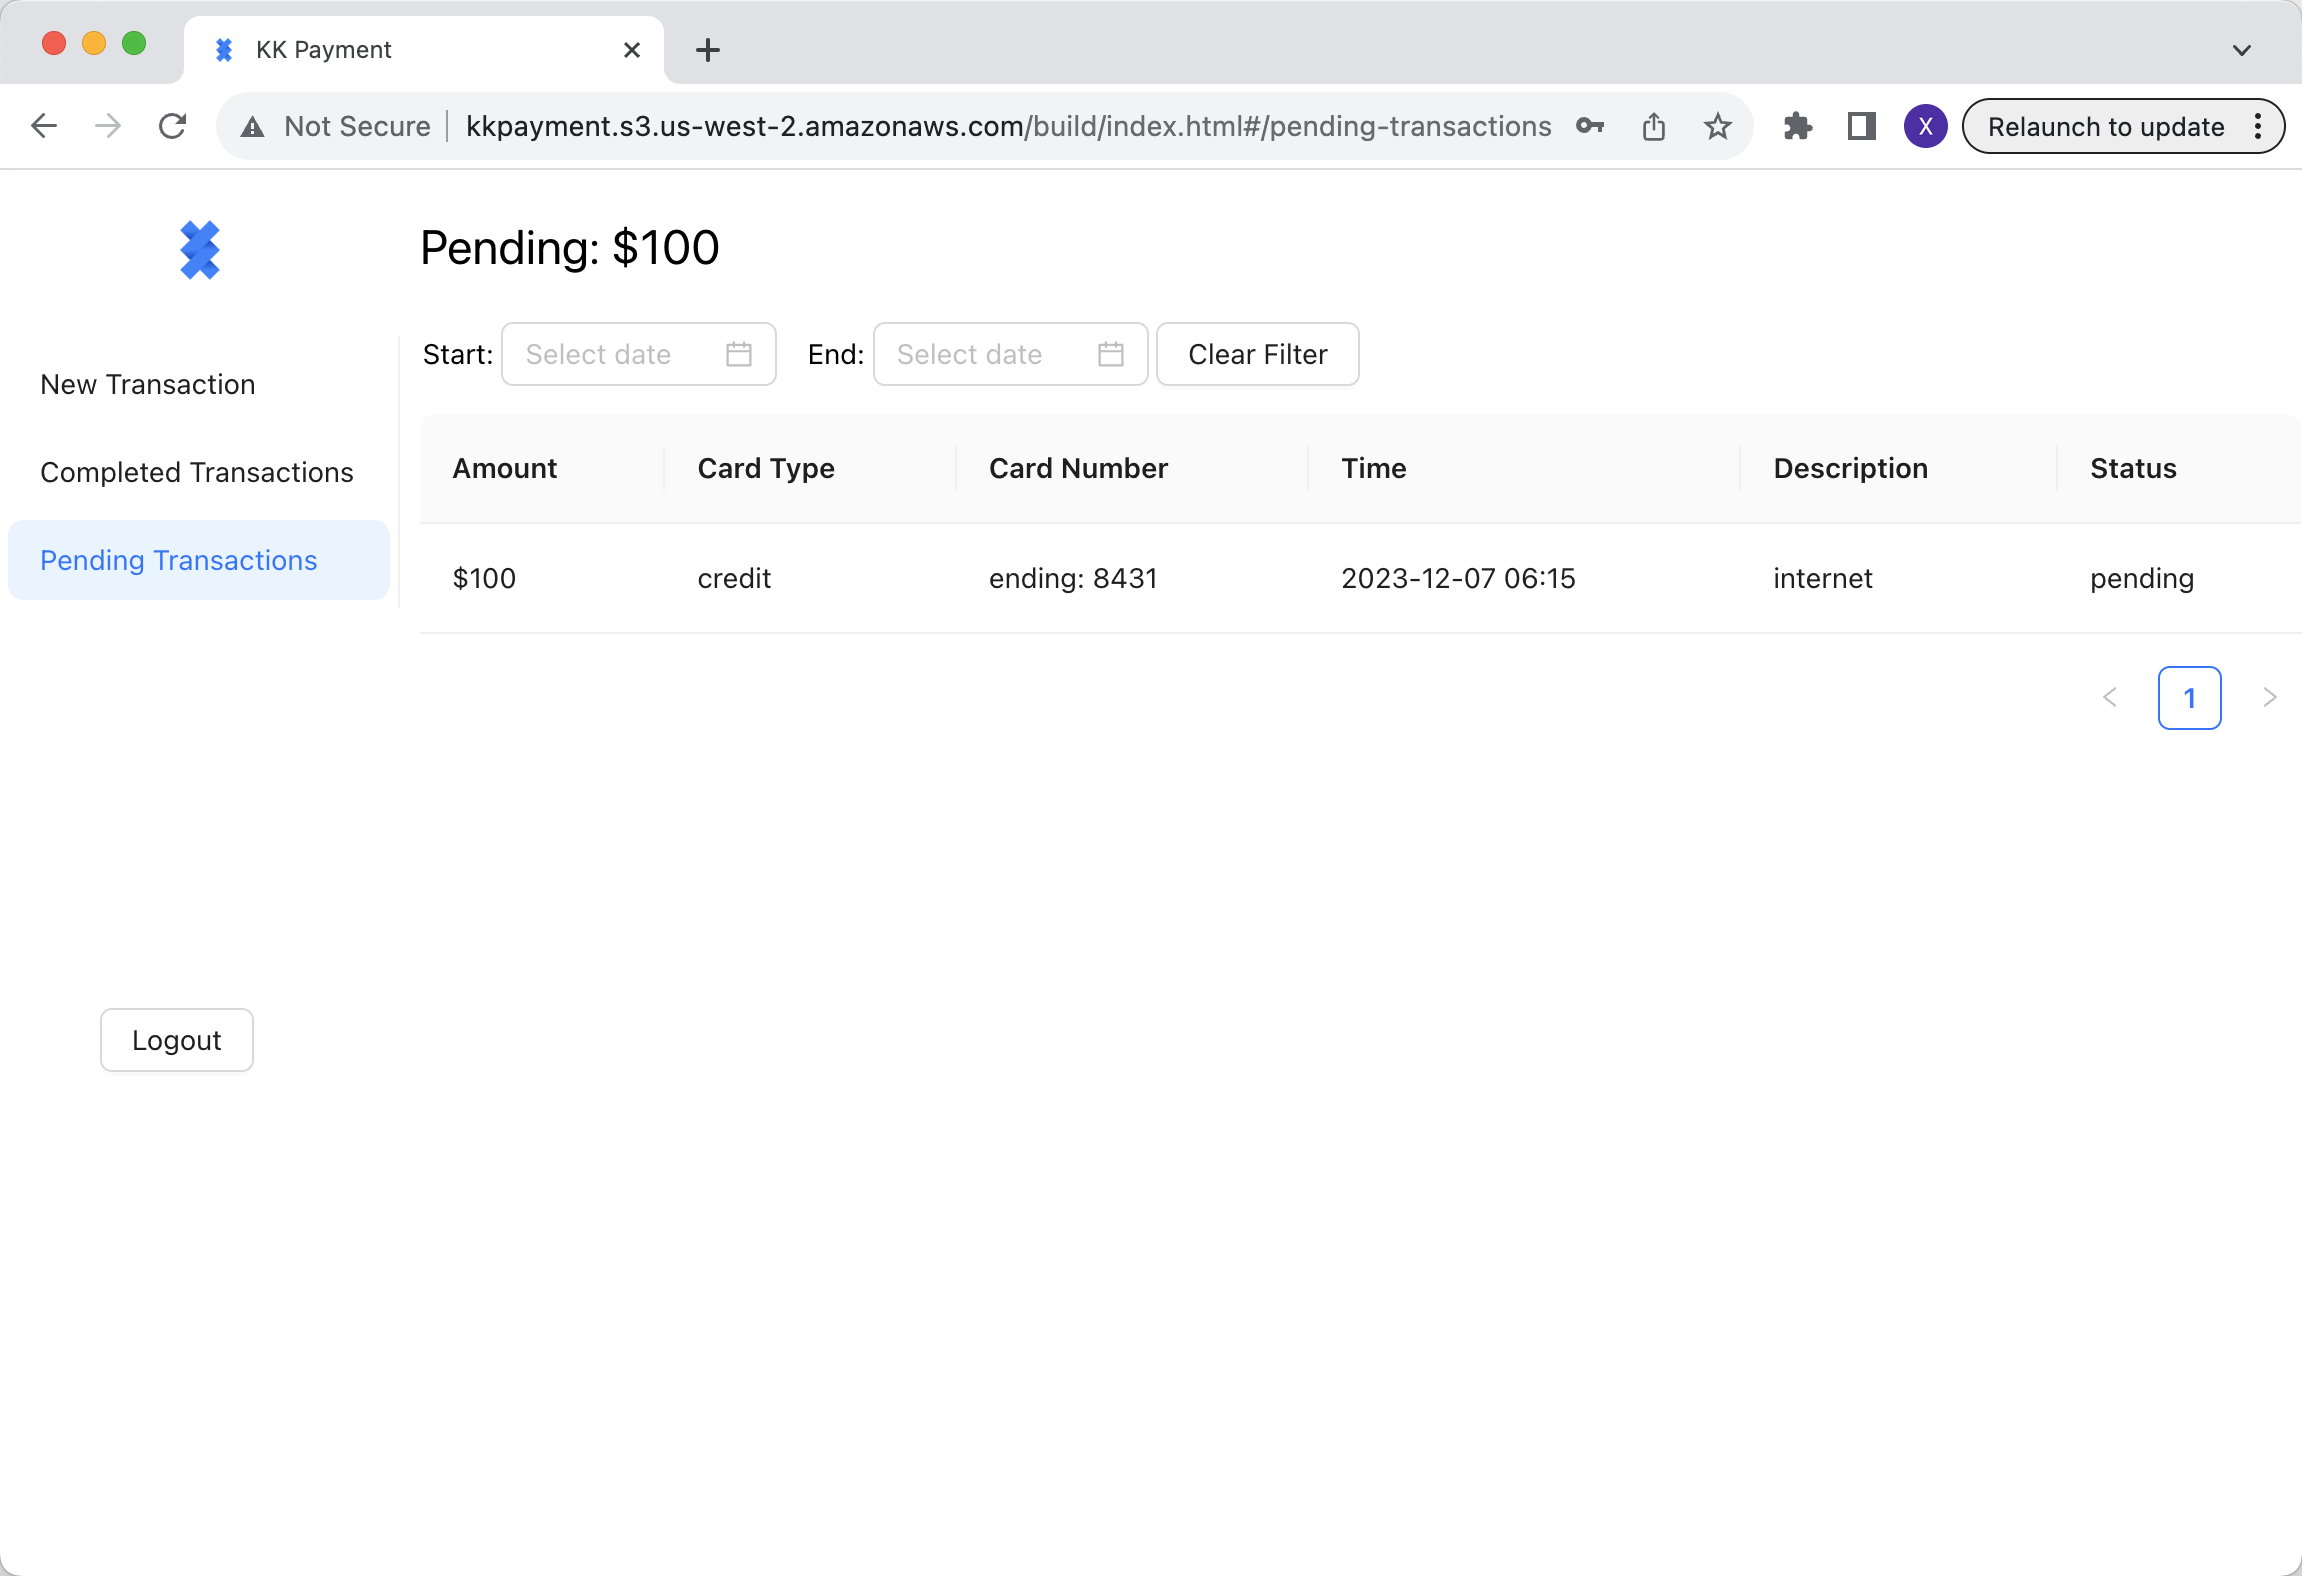 KK Payment
Not Secure kkpayment.s3.us-west-2.amazonaws.com/build/index.html#/pending-transactions X Relaunch to update
Pending: $100
Start: Select date End: Select date Clear Filter
New Transaction
Completed Transactions
Pending Transactions
Amount Card Type Card Number Time Description Status
$100 credit ending: 8431 2023-12-07 06:15 internet pending
1
Logout